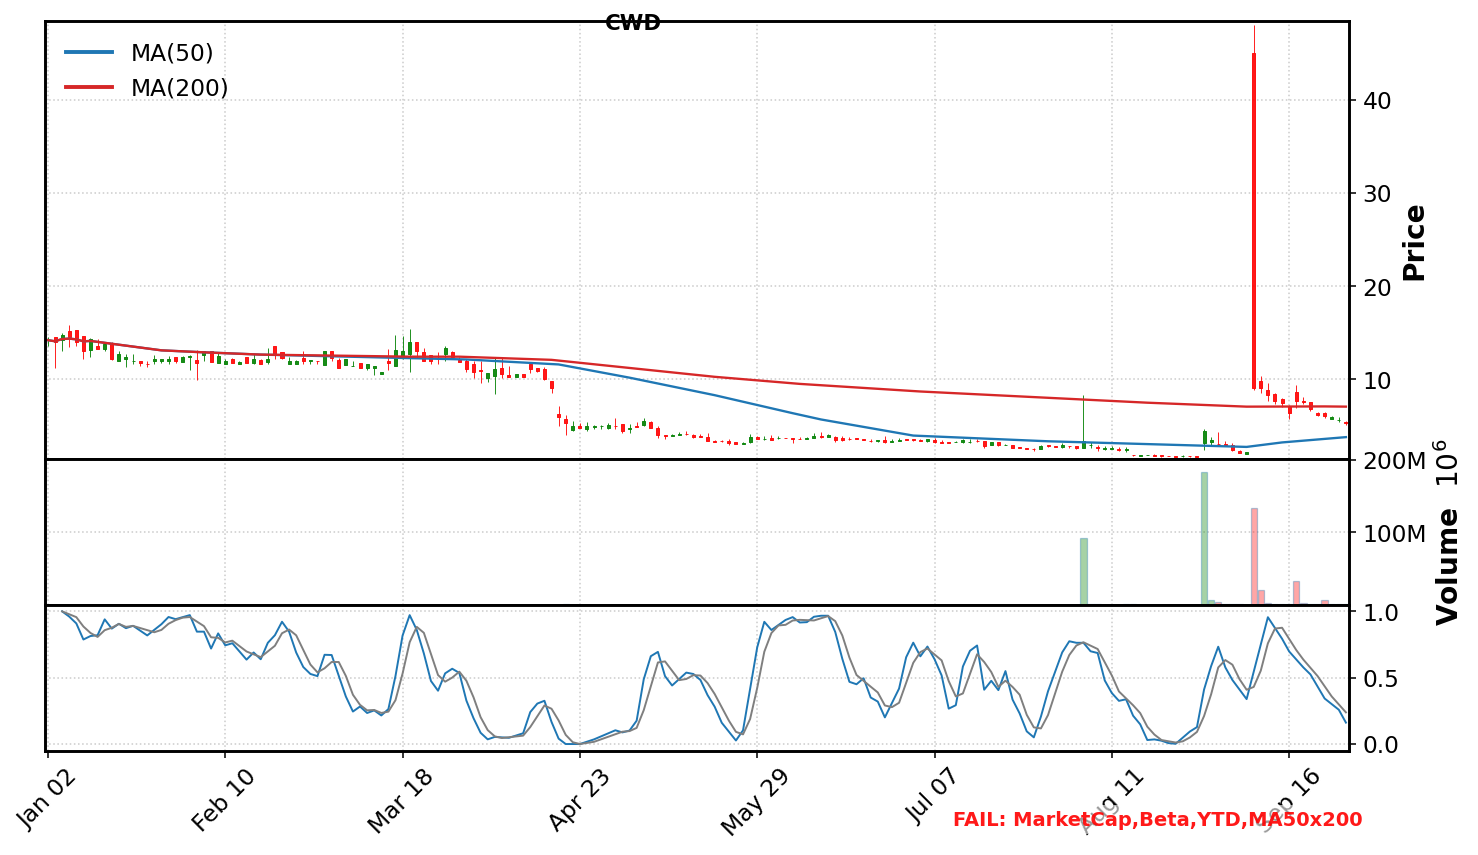 CWD
MA(50)
MA(200)
40
30
20
10
Price
200M
100M
Volume 10^6
1.0
0.5
0.0
Jan 02
Feb 10
Mar 18
Apr 23
May 29
Jul 07
Aug 11
Sep 16
FAIL: MarketCap,Beta,YTD,MA50x200